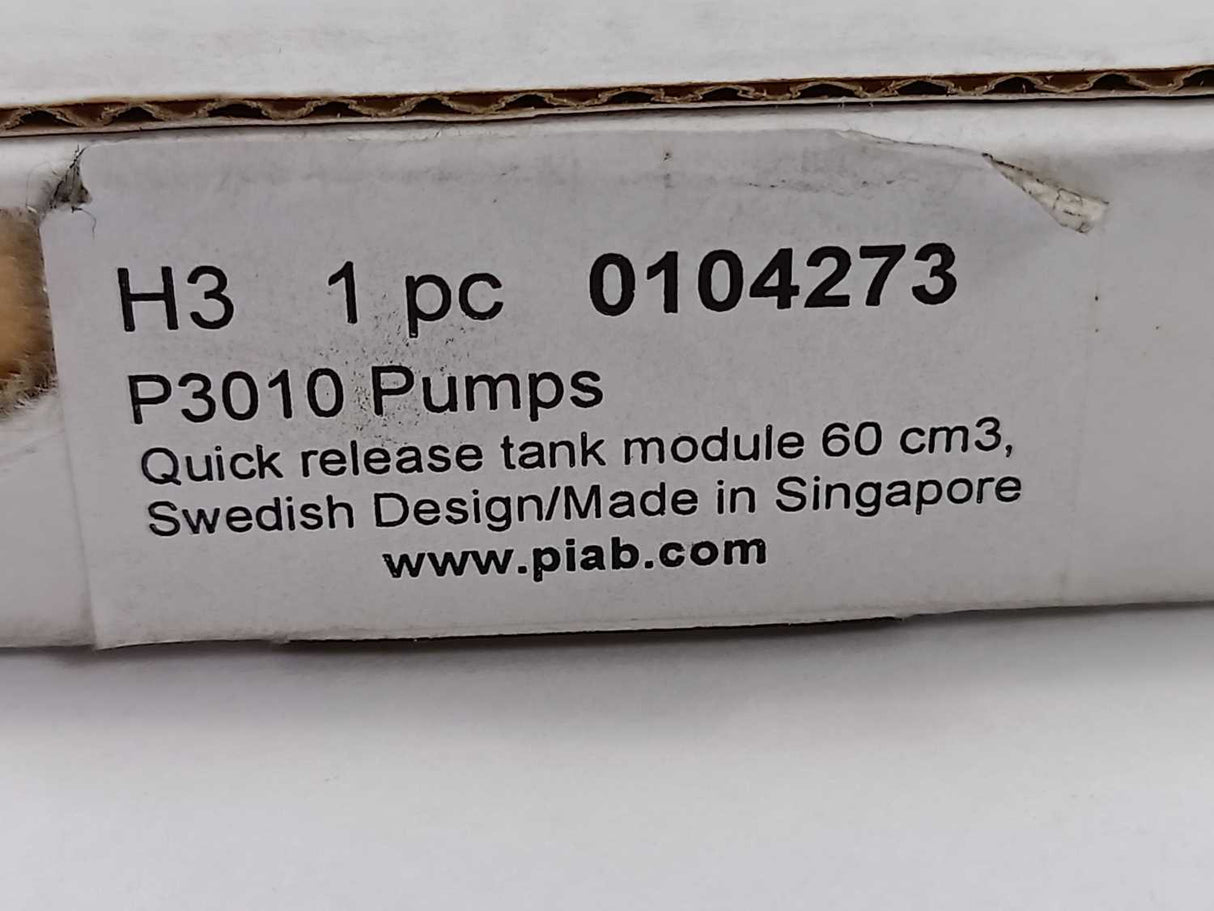 H3 1 pc 0104273
P3010 Pumps
Quick release tank module 60 cm3,
Swedish Design/Made in Singapore
www.piab.com